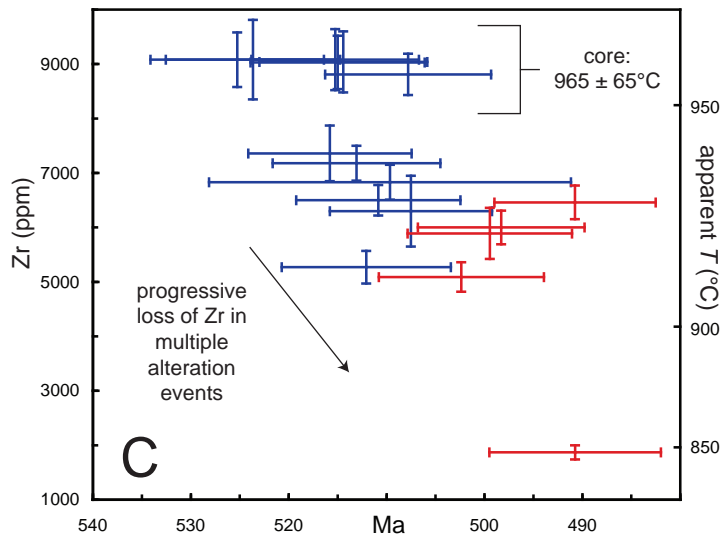 9000
7000
5000
3000
1000
Zr (ppm)
core:
965 ± 65°C
950
900
850
apparent T (°C)
progressive
loss of Zr in
multiple
alteration
events
C
540
530
520
Ma
500
490